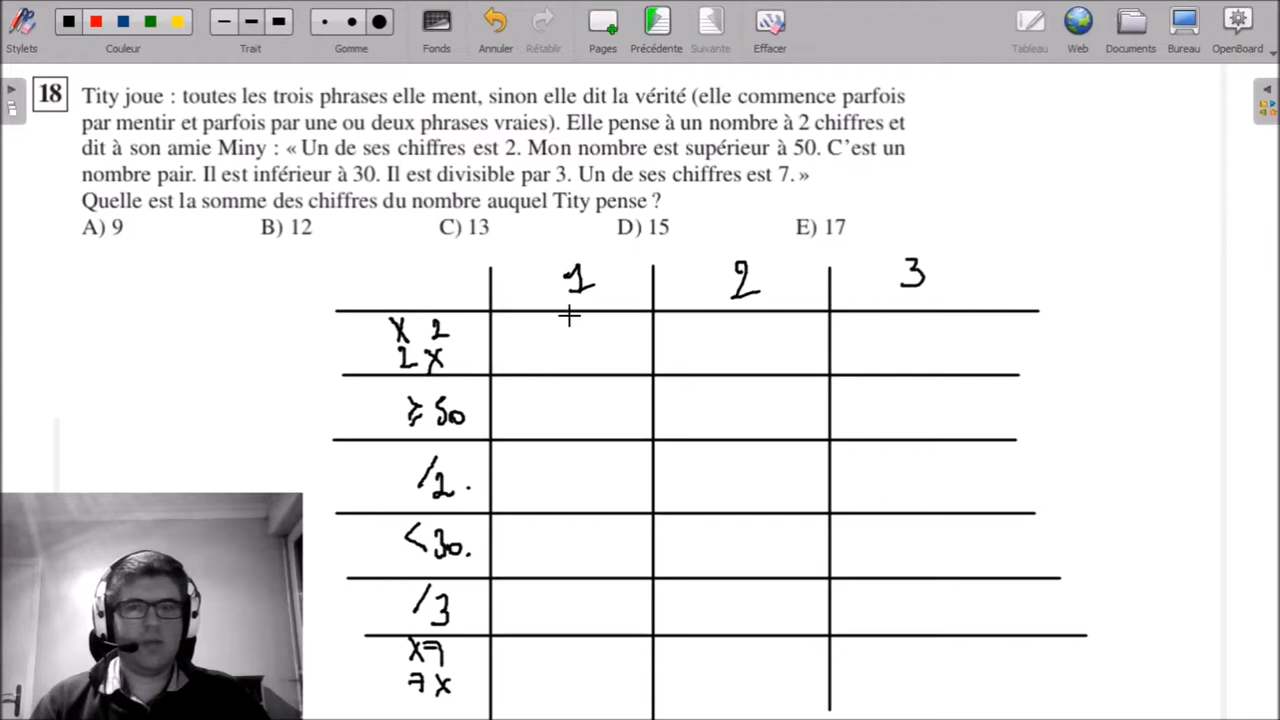 Stylets Couleur Trait Gomme Fonds Annuler Rétablir Pages Précédente Suivante Effacer Tableau Web Documents Bureau OpenBoard
18 Tity joue : toutes les trois phrases elle ment, sinon elle dit la vérité (elle commence parfois
par mentir et parfois par une ou deux phrases vraies). Elle pense à un nombre à 2 chiffres et
dit à son amie Miny : « Un de ses chiffres est 2. Mon nombre est supérieur à 50. C’est un
nombre pair. Il est inférieur à 30. Il est divisible par 3. Un de ses chiffres est 7. »
Quelle est la somme des chiffres du nombre auquel Tity pense ?
A) 9 B) 12 C) 13 D) 15 E) 17
1 2 3
X 2
2 X
⩾ 50
/2.
< 30.
/3
X7
7X